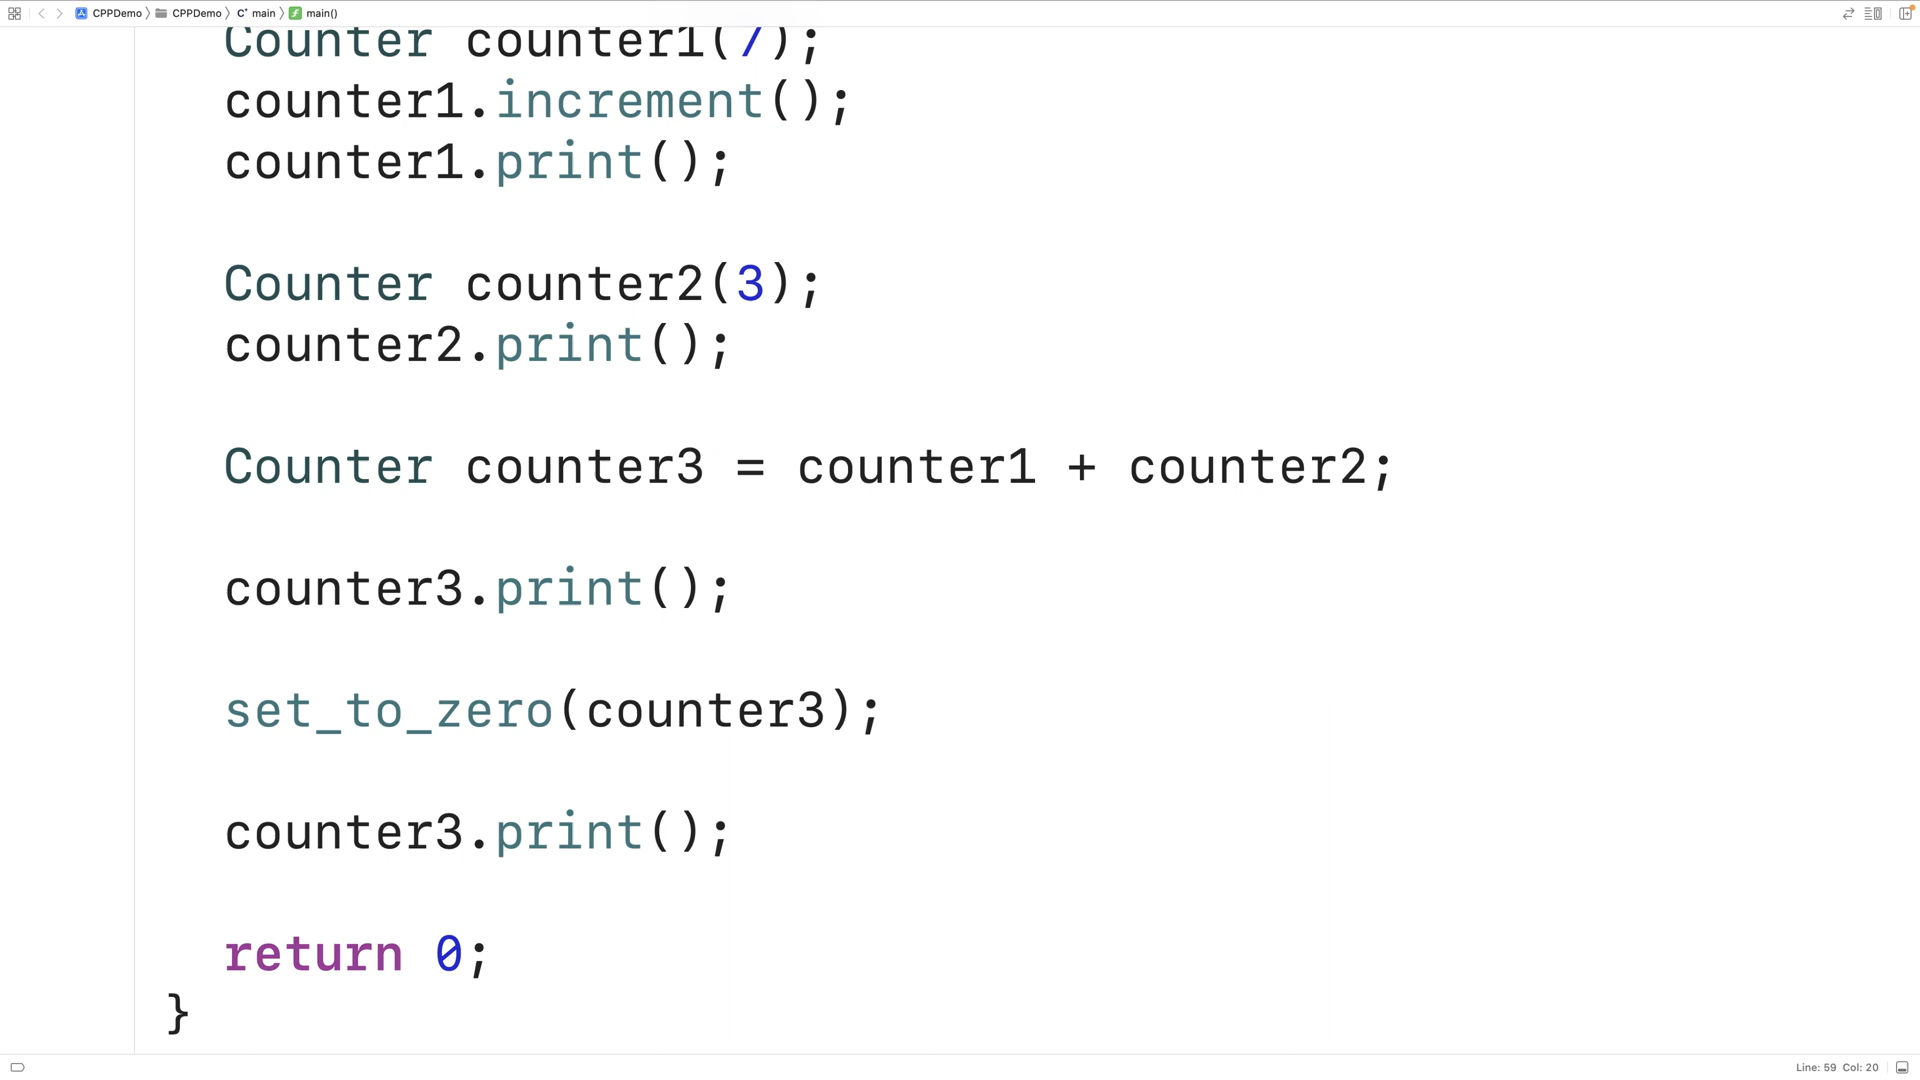 CPPDemo 〉 CPPDemo 〉 C⁺ main 〉 f main()
Counter counter1(7);
counter1.increment();
counter1.print();
Counter counter2(3);
counter2.print();
Counter counter3 = counter1 + counter2;
counter3.print();
set_to_zero(counter3);
counter3.print();
return 0;
}
Line: 59 Col: 20